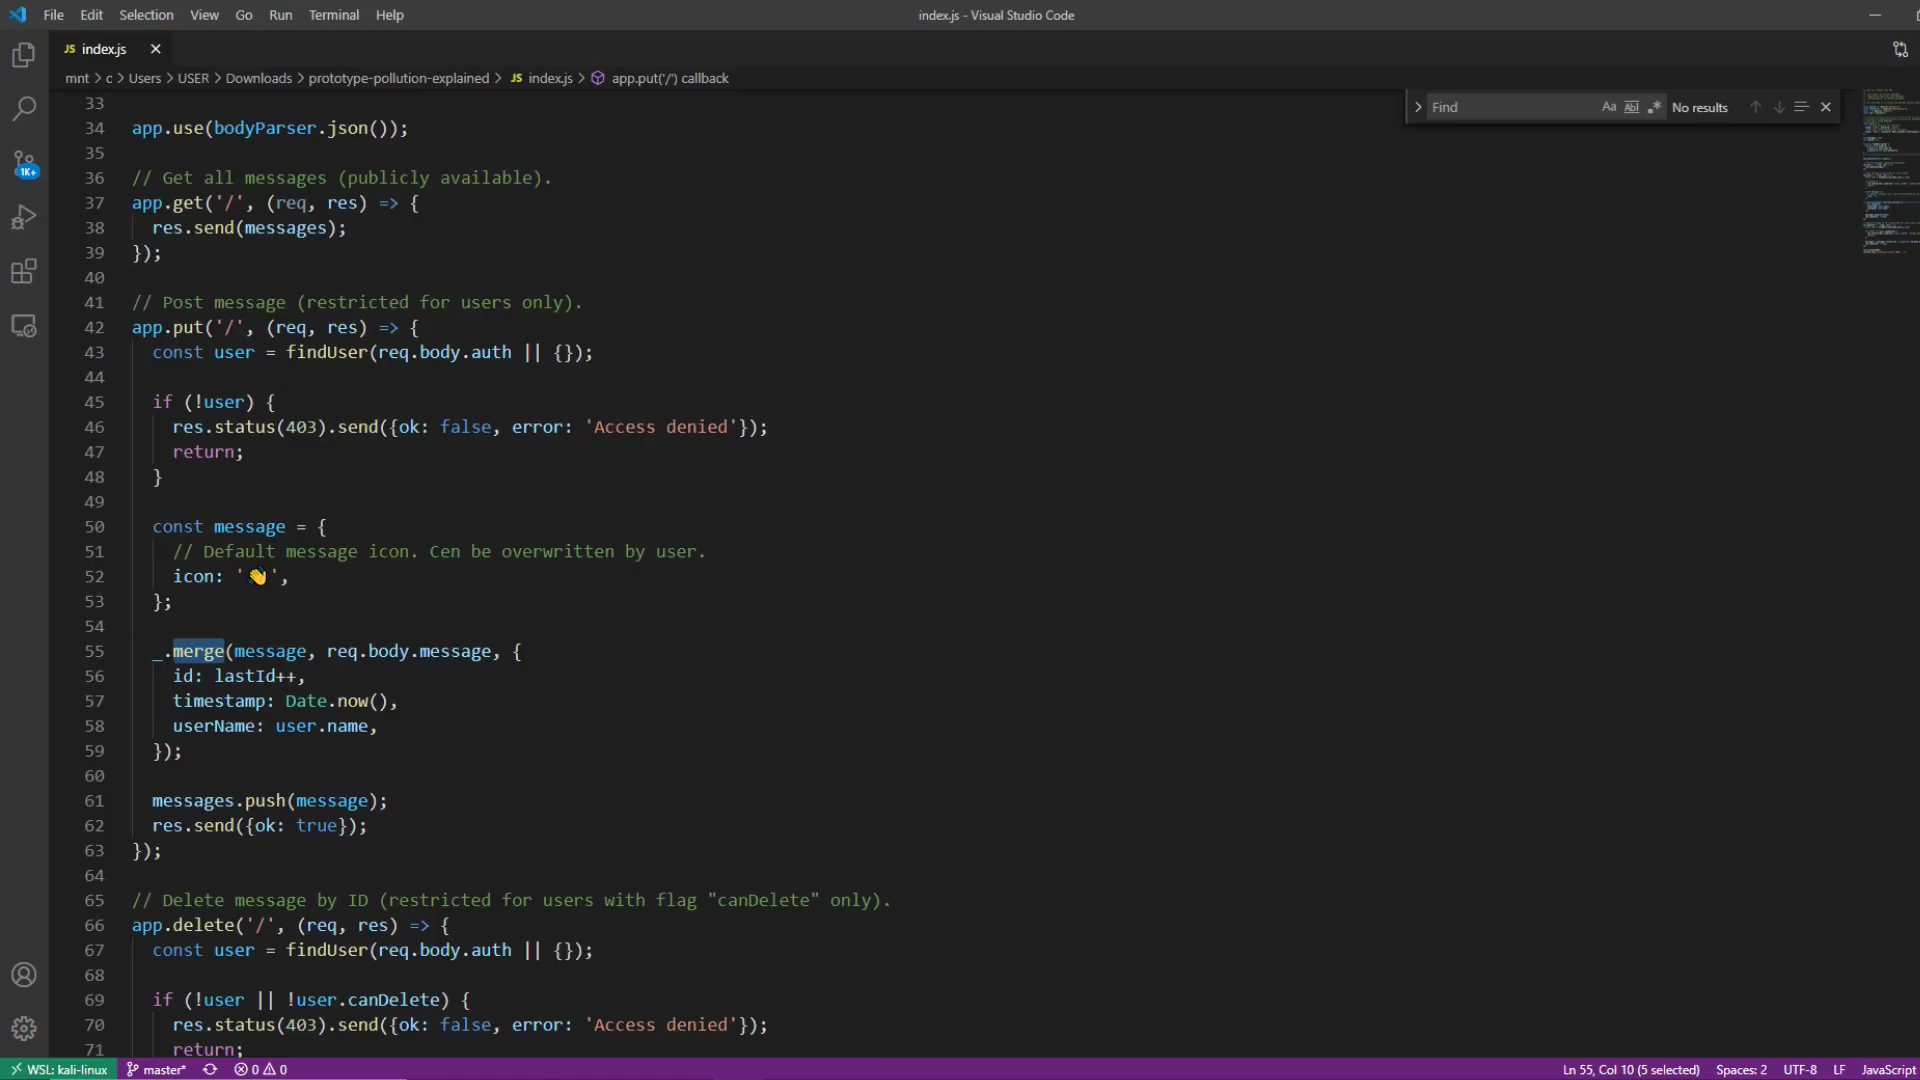 File Edit Selection View Go Run Terminal Help
index.js - Visual Studio Code
JS index.js ×
mnt > c > Users > USER > Downloads > prototype-pollution-explained > JS index.js > app.put('/') callback
Find Aa Abl .* No results
1K+
33
34 app.use(bodyParser.json());
35
36 // Get all messages (publicly available).
37 app.get('/', (req, res) => {
38 res.send(messages);
39 });
40
41 // Post message (restricted for users only).
42 app.put('/', (req, res) => {
43 const user = findUser(req.body.auth || {});
44
45 if (!user) {
46 res.status(403).send({ok: false, error: 'Access denied'});
47 return;
48 }
49
50 const message = {
51 // Default message icon. Cen be overwritten by user.
52 icon: '👋',
53 };
54
55 _.merge(message, req.body.message, {
56 id: lastId++,
57 timestamp: Date.now(),
58 userName: user.name,
59 });
60
61 messages.push(message);
62 res.send({ok: true});
63 });
64
65 // Delete message by ID (restricted for users with flag "canDelete" only).
66 app.delete('/', (req, res) => {
67 const user = findUser(req.body.auth || {});
68
69 if (!user || !user.canDelete) {
70 res.status(403).send({ok: false, error: 'Access denied'});
71 return;
WSL: kali-linux master* 0 0 Ln 55, Col 10 (5 selected) Spaces: 2 UTF-8 LF JavaScript